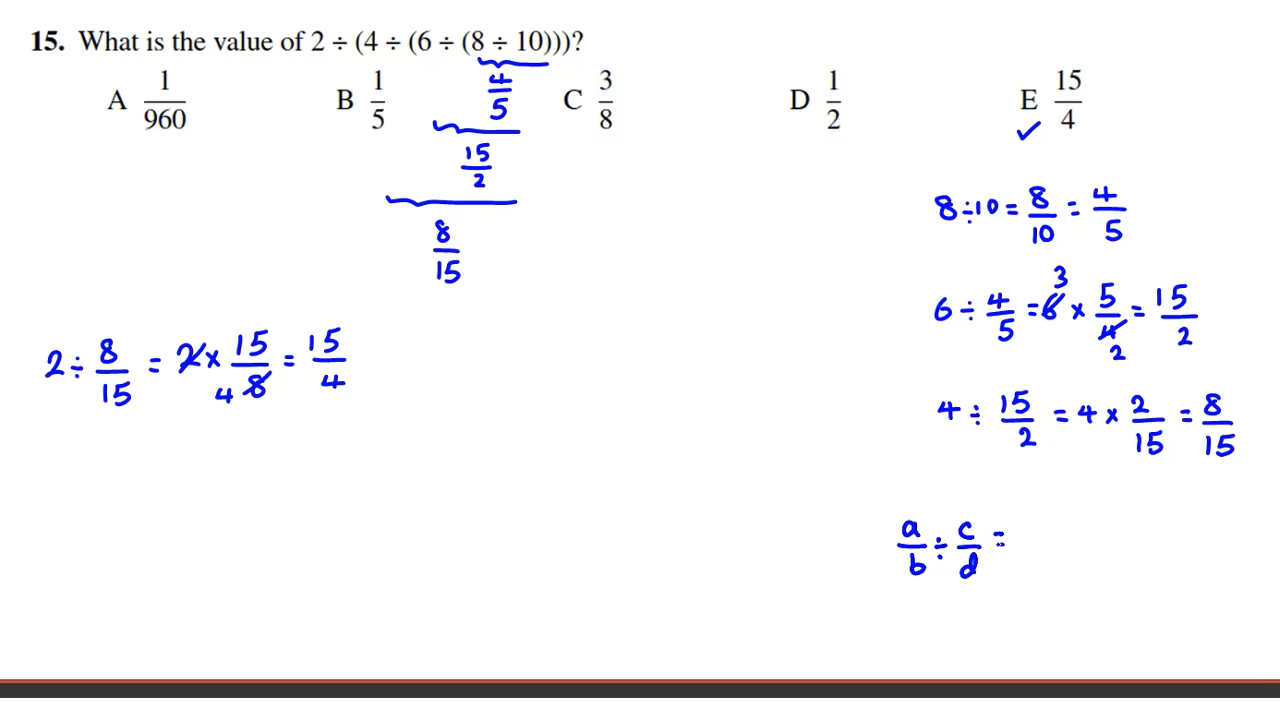 15. What is the value of 2 ÷ (4 ÷ (6 ÷ (8 ÷ 10)))?
A 1/960 B 1/5 C 3/8 D 1/2 E 15/4
✓
4/5
15/2
8/15
8÷10 = 8/10 = 4/5
6 ÷ 4/5 = 6 3 × 5/4 2 = 15/2
4 ÷ 15/2 = 4 × 2/15 = 8/15
2 ÷ 8/15 = 2 × 15/8 4 = 15/4
a/b ÷ c/d =